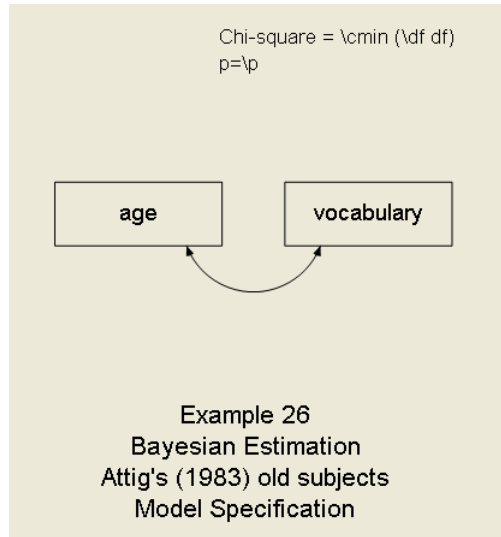 Chi-square = \cmin (\df df)
p=\p
age
vocabulary
Example 26
Bayesian Estimation
Attig's (1983) old subjects
Model Specification